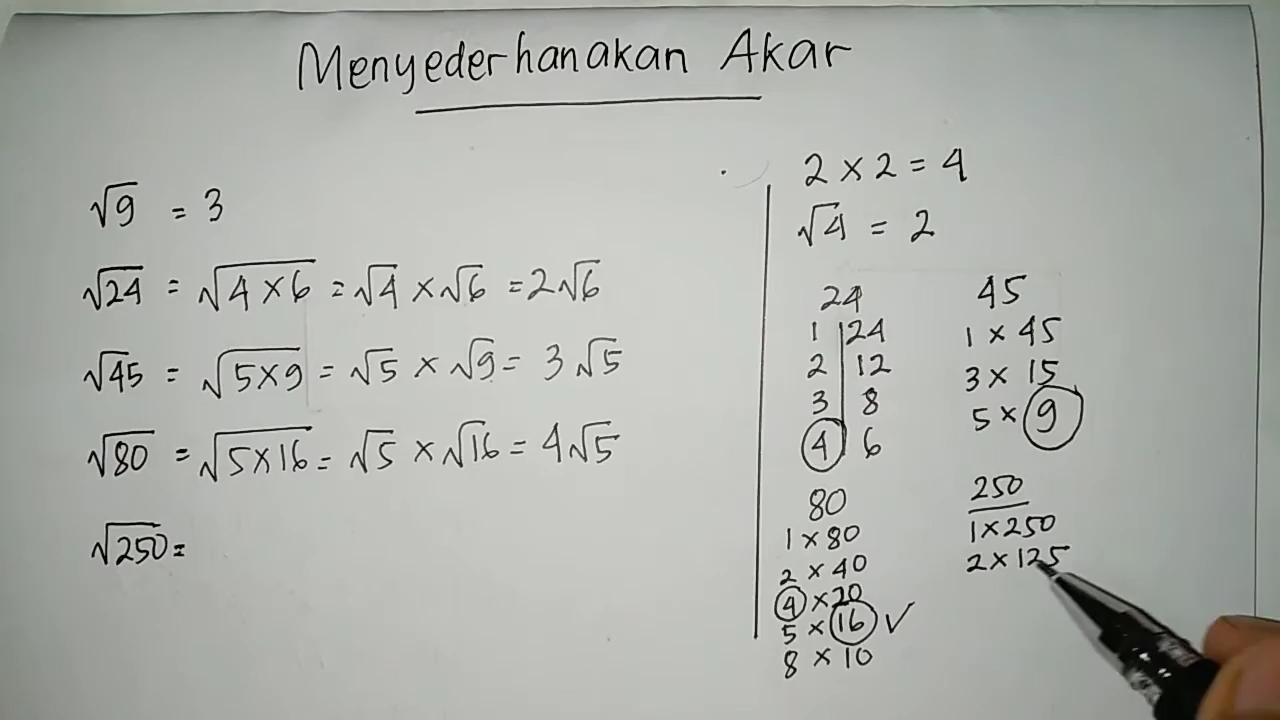 Menyederhanakan Akar
√9 = 3
√24 = √4×6 = √4 × √6 = 2√6
√45 = √5×9 = √5 × √9 = 3√5
√80 = √5×16 = √5 × √16 = 4√5
√250 =
2 × 2 = 4
√4 = 2
24
1 | 24
2 | 12
3 | 8
4 | 6
45
1 × 45
3 × 15
5 × 9
80
1 × 80
2 × 40
4 × 20
5 × 16 ✓
8 × 10
250
1 × 250
2 × 125